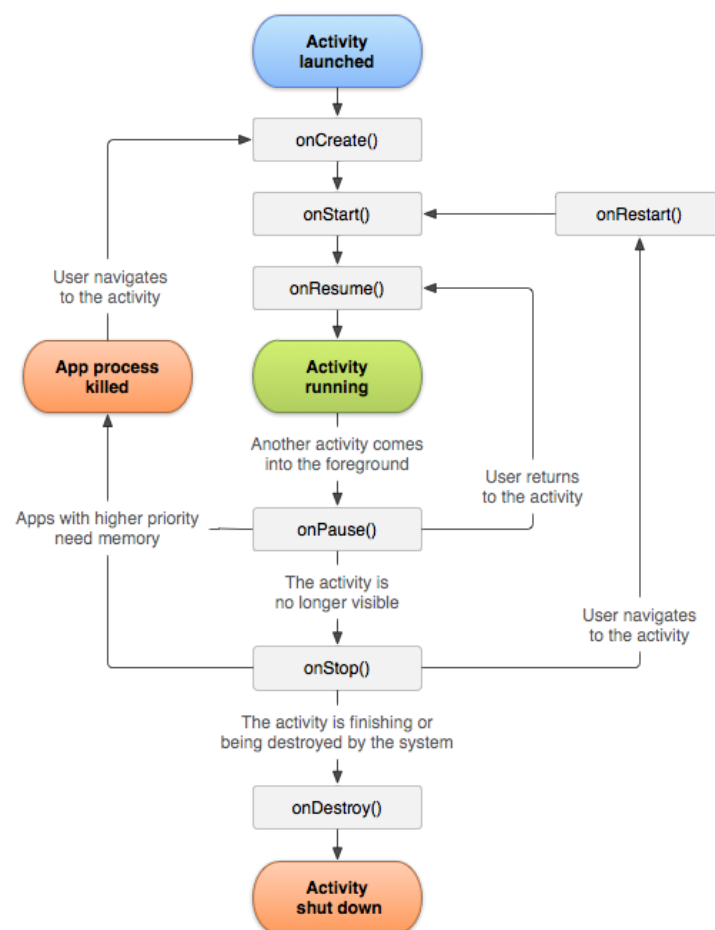 Activity
launched
onCreate()
onStart()
onRestart()
User navigates
to the activity
onResume()
App process
killed
Activity
running
Another activity comes
into the foreground
User returns
to the activity
Apps with higher priority
need memory
onPause()
The activity is
no longer visible
User navigates
to the activity
onStop()
The activity is finishing or
being destroyed by the system
onDestroy()
Activity
shut down